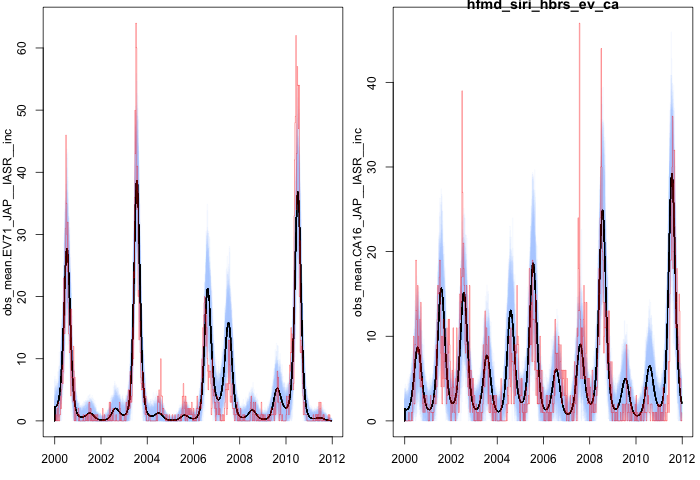 hfmd_siri_hbrs_ev_ca
obs_mean.EV71_JAP__IASR__inc
60
50
40
30
20
10
0
2000 2002 2004 2006 2008 2010 2012
obs_mean.CA16_JAP__IASR__inc
40
30
20
10
0
2000 2002 2004 2006 2008 2010 2012